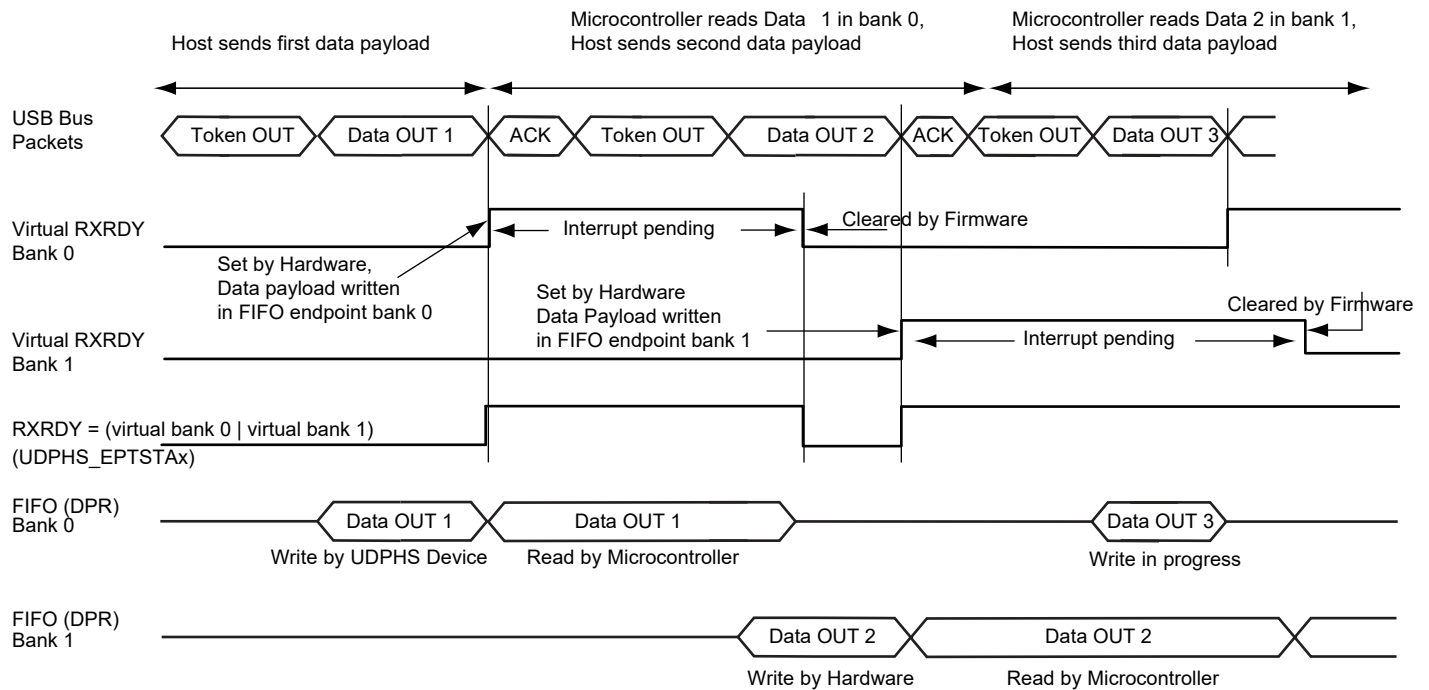 Host sends first data payload
Microcontroller reads Data 1 in bank 0,
Host sends second data payload
Microcontroller reads Data 2 in bank 1,
Host sends third data payload
USB Bus
Packets
Token OUT
Data OUT 1
ACK
Token OUT
Data OUT 2
ACK
Token OUT
Data OUT 3
Virtual RXRDY
Bank 0
Interrupt pending
Cleared by Firmware
Set by Hardware,
Data payload written
in FIFO endpoint bank 0
Set by Hardware
Data Payload written
in FIFO endpoint bank 1
Cleared by Firmware
Virtual RXRDY
Bank 1
Interrupt pending
RXRDY = (virtual bank 0 | virtual bank 1)
(UDPHS_EPTSTAx)
FIFO (DPR)
Bank 0
Data OUT 1
Data OUT 1
Data OUT 3
Write by UDPHS Device
Read by Microcontroller
Write in progress
FIFO (DPR)
Bank 1
Data OUT 2
Data OUT 2
Write by Hardware
Read by Microcontroller